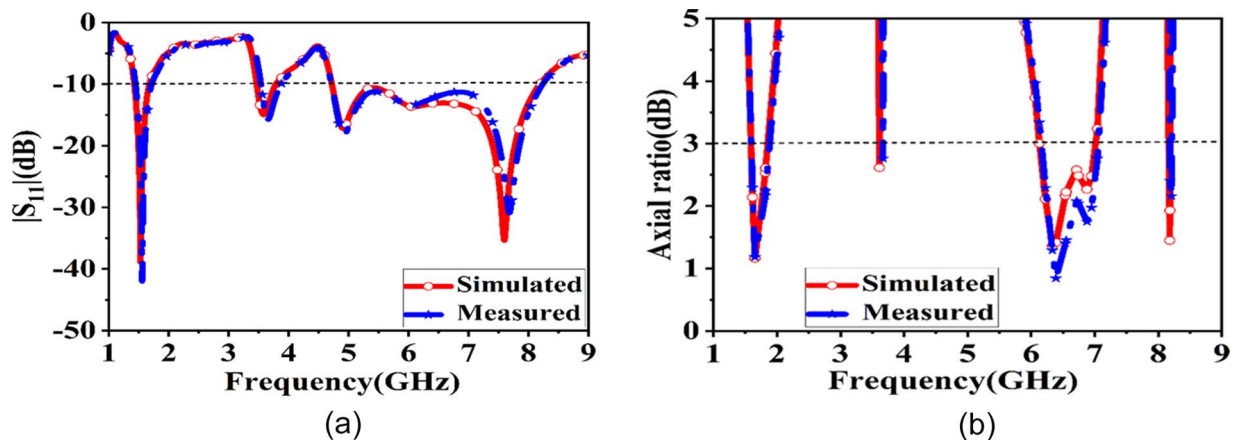 0
-10
-20
-30
-40
-50
|S11|(dB)
Simulated
Measured
1 2 3 4 5 6 7 8 9
Frequency(GHz)
(a)
5
4
3
2
1
0
Axial ratio(dB)
Simulated
Measured
1 2 3 4 5 6 7 8 9
Frequency(GHz)
(b)